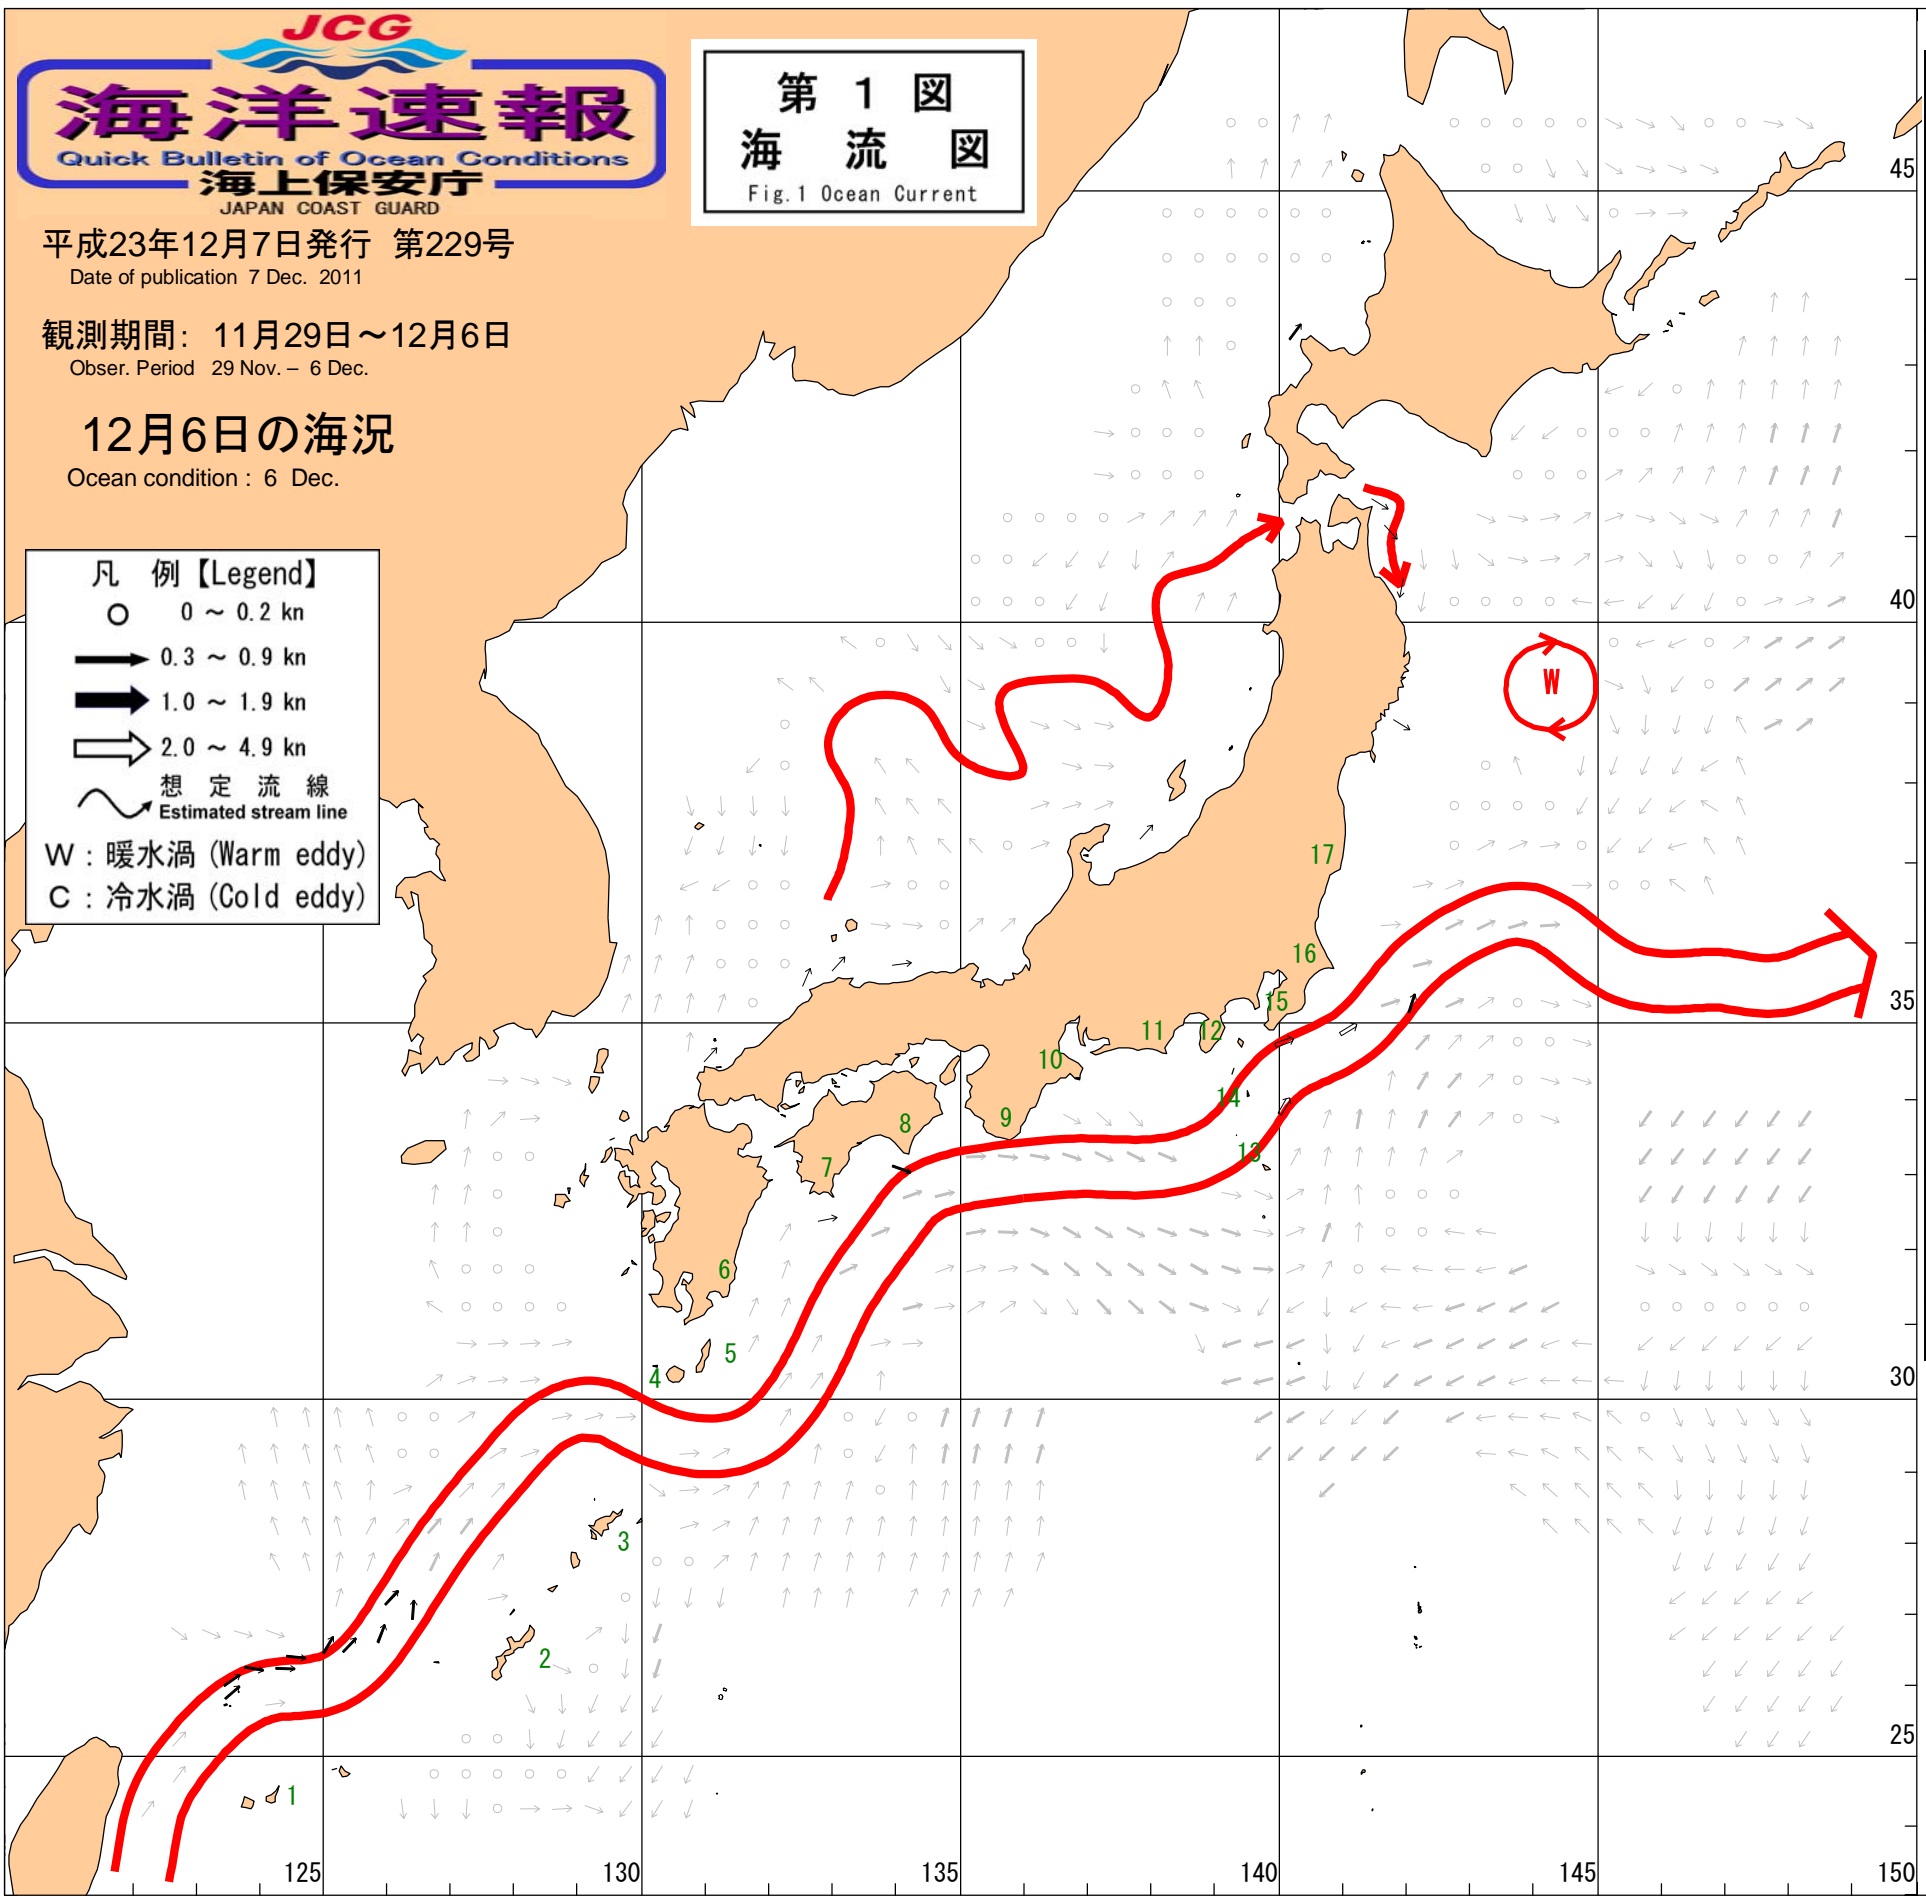 JCG
海洋速報
Quick Bulletin of Ocean Conditions
海上保安庁
JAPAN COAST GUARD
第 1 図
海 流 図
Fig.1 Ocean Current
平成23年12月7日発行 第229号
Date of publication 7 Dec. 2011
観測期間: 11月29日～12月6日
Obser. Period 29 Nov. – 6 Dec.
12月6日の海況
Ocean condition : 6 Dec.
凡 例【Legend】
0 ～ 0.2 kn
0.3 ～ 0.9 kn
1.0 ～ 1.9 kn
2.0 ～ 4.9 kn
想 定 流 線
Estimated stream line
W : 暖水渦 (Warm eddy)
C : 冷水渦 (Cold eddy)
45
40
W
17
16
35
15
12
11
10
14
9
8
13
7
6
5
4
30
3
2
25
1
125
130
135
140
145
150